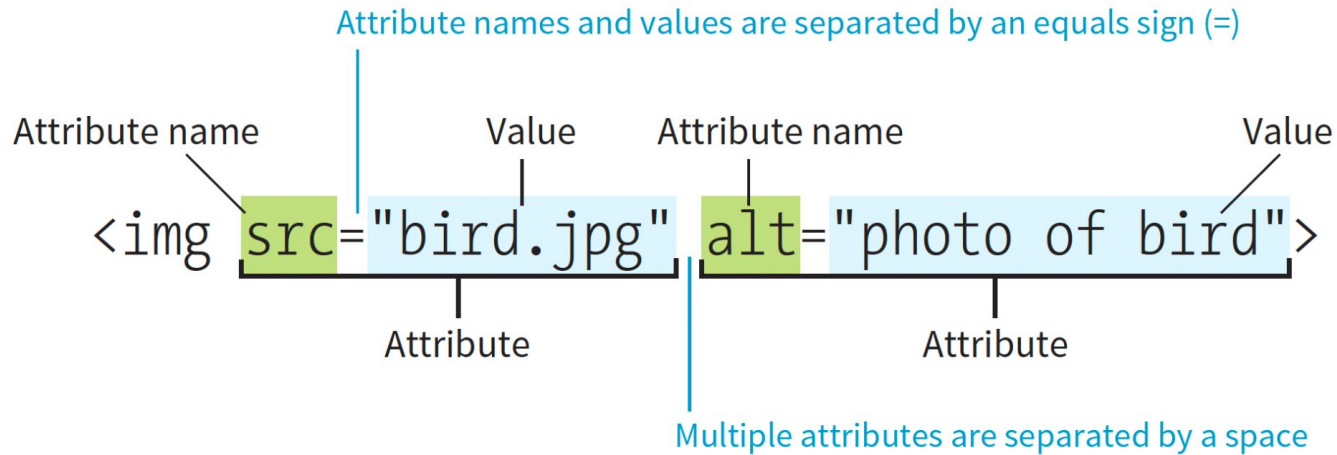 Attribute names and values are separated by an equals sign (=)
Attribute name Value Attribute name Value
<img src="bird.jpg" alt="photo of bird">
Attribute Attribute
Multiple attributes are separated by a space